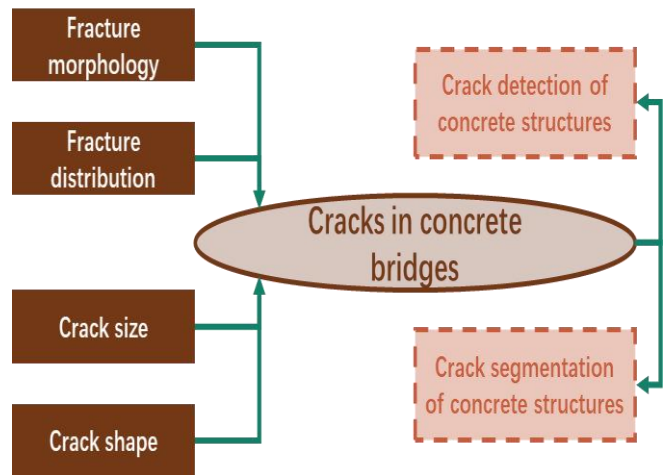 Fracture
morphology
Fracture
distribution
Crack size
Crack shape
Cracks in concrete
bridges
Crack detection of
concrete structures
Crack segmentation
of concrete structures